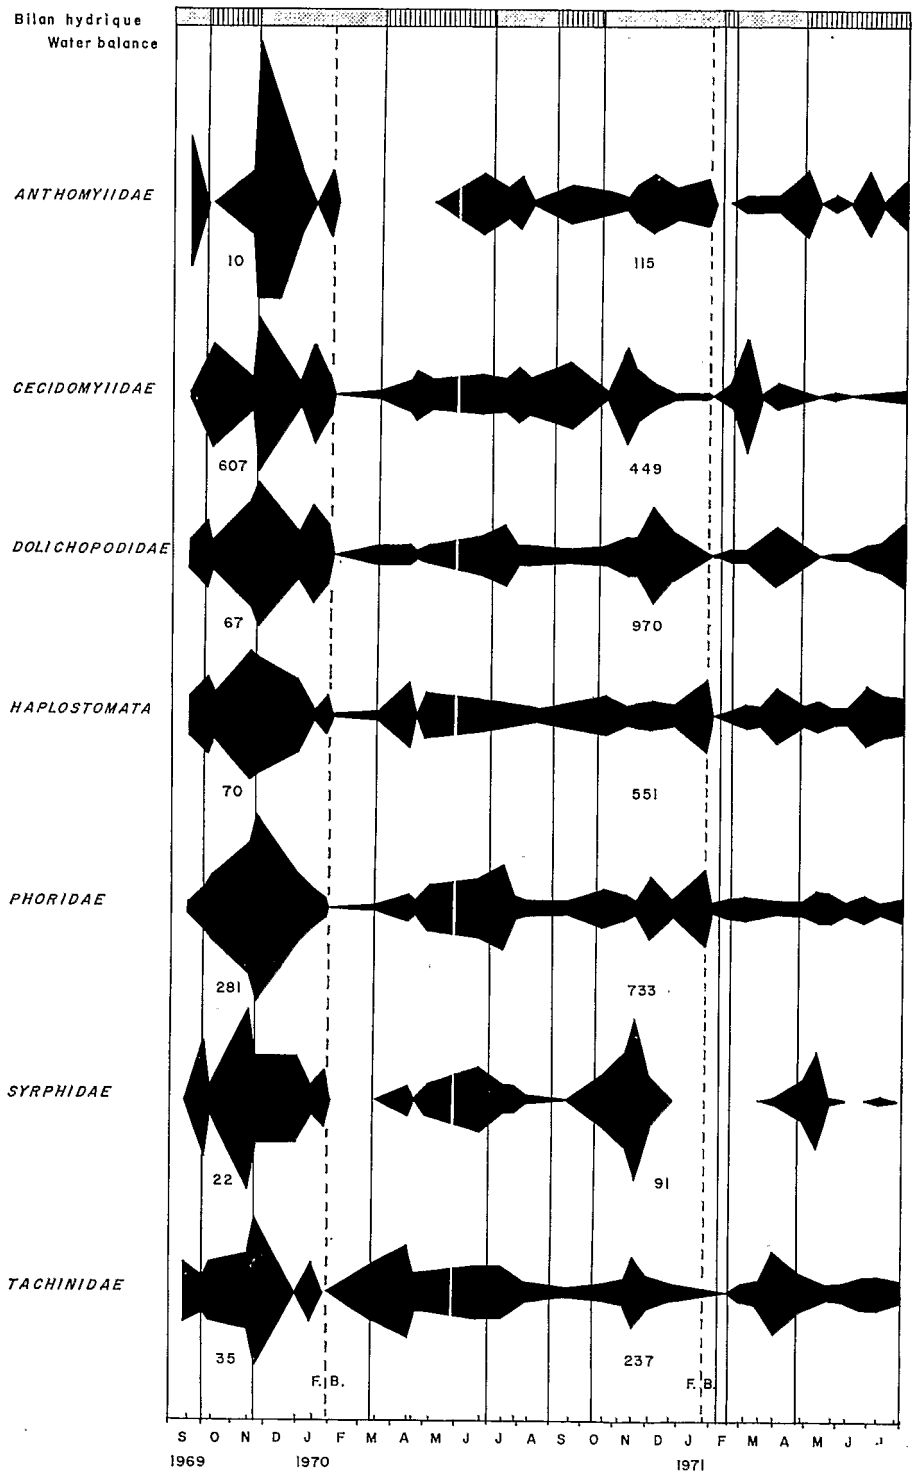 Bilan hydrique
Water balance
ANTHOMYIIDAE
10
115
CECIDOMYIIDAE
607
449
DOLICHOPODIDAE
67
970
HAPLOSTOMATA
70
551
PHORIDAE
281
733
SYRPHIDAE
22
91
TACHINIDAE
35
237
F. B.
F. B.
S O N D J F M A M J J A S O N D J F M A M J J
1969 1970 1971